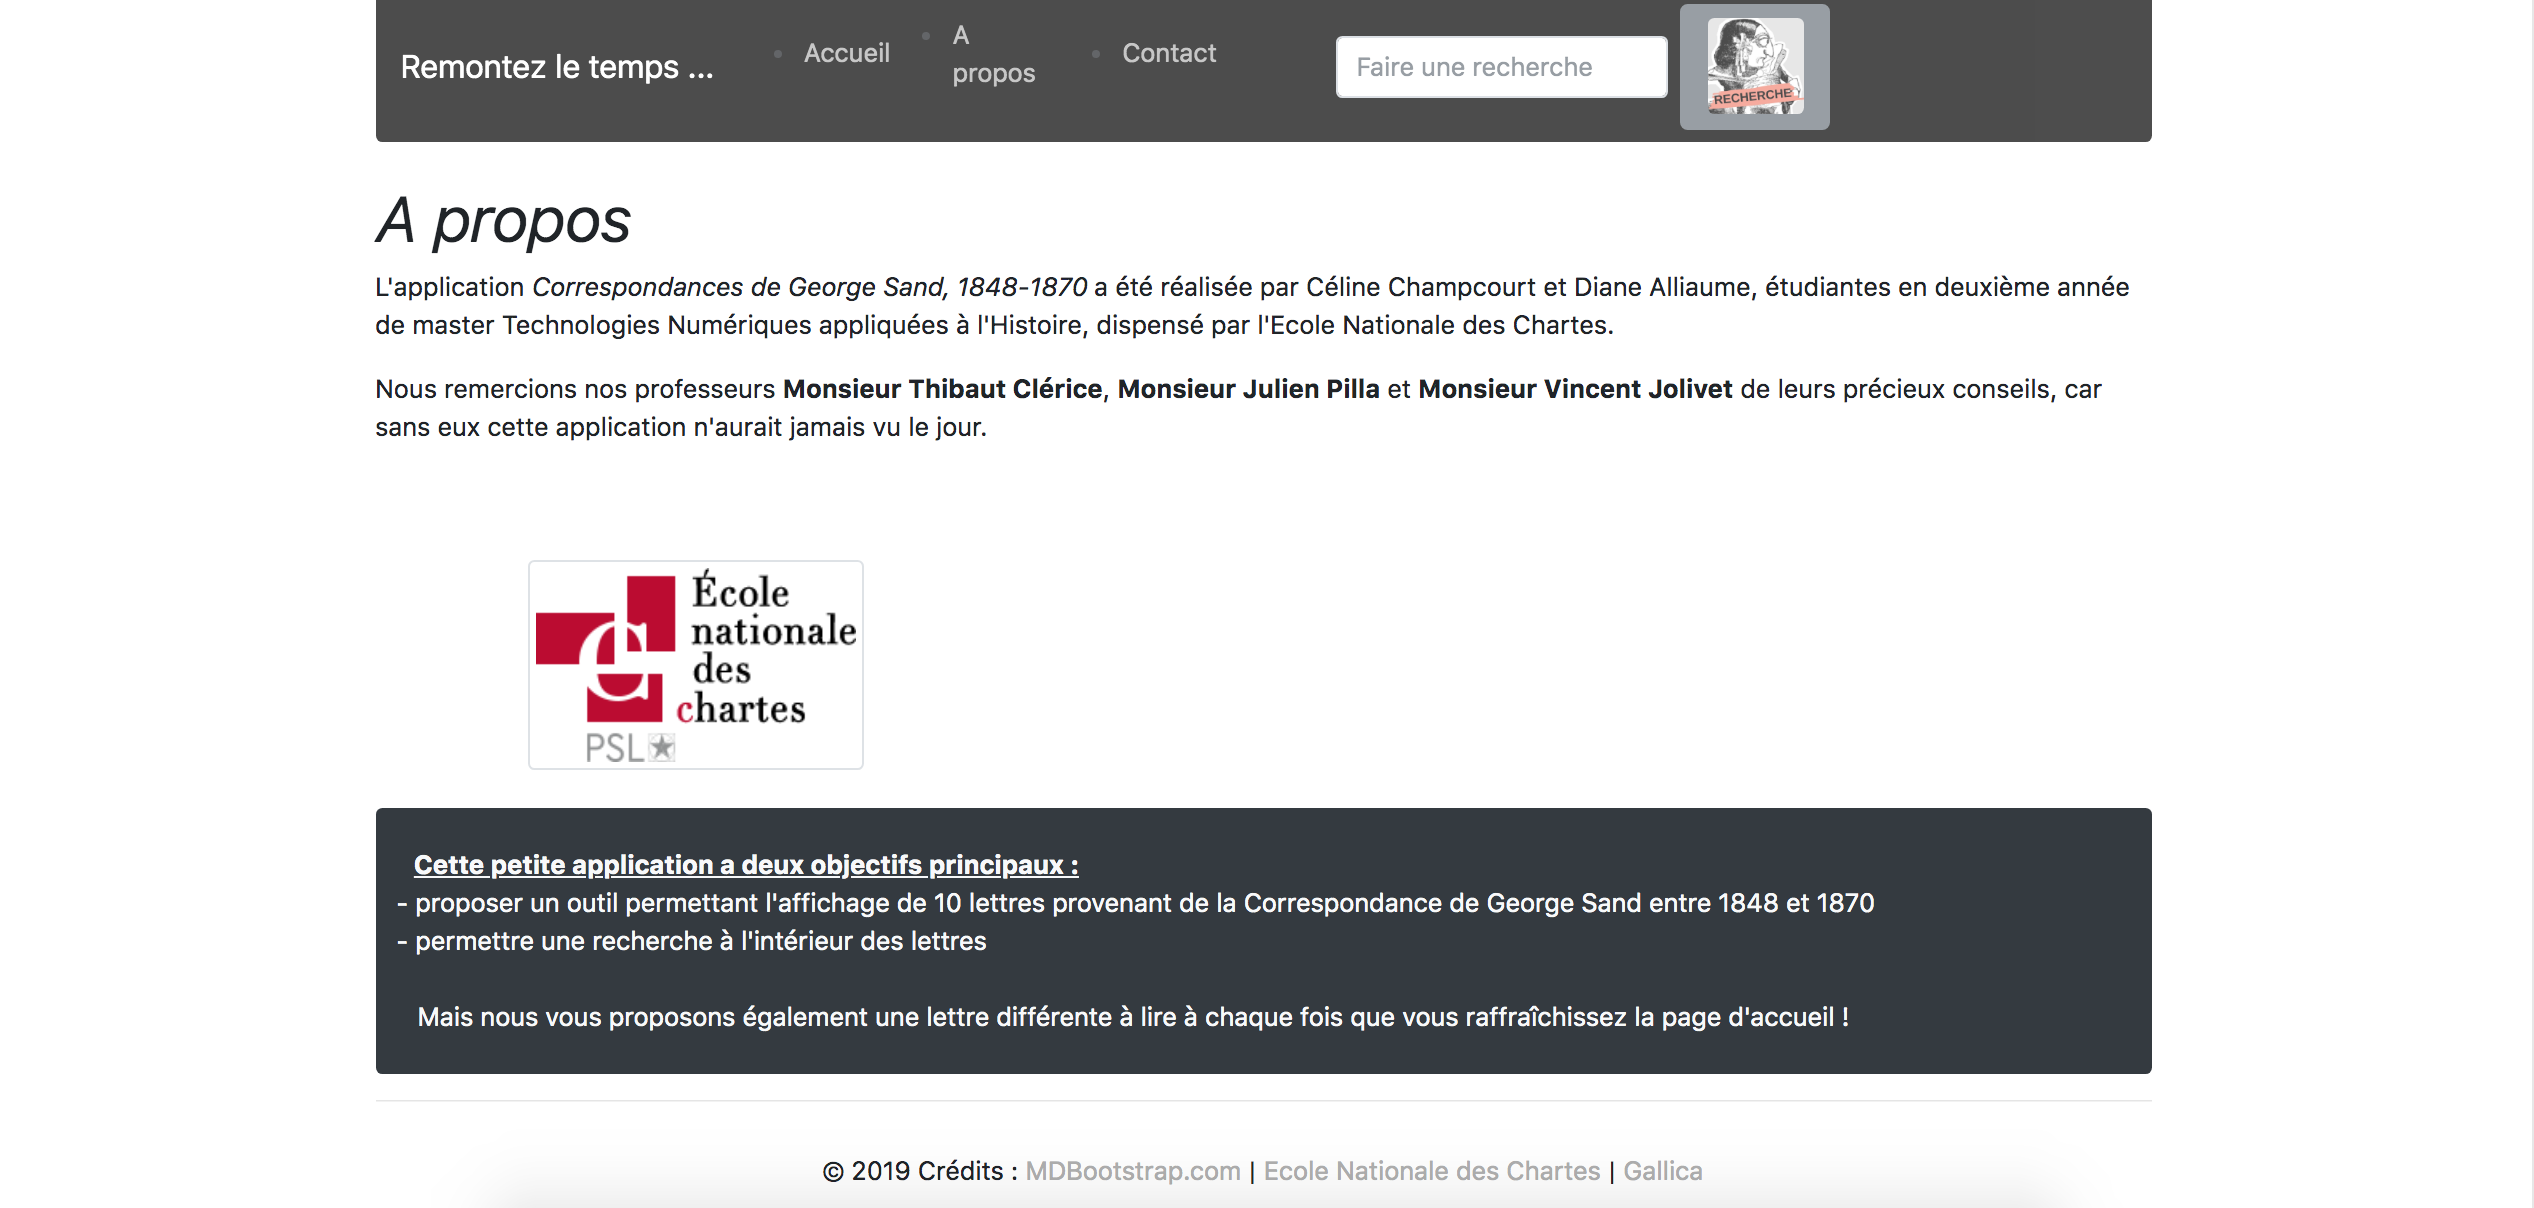 Remontez le temps ...
Accueil
A
propos
Contact
Faire une recherche
RECHERCHE
A propos
L'application Correspondances de George Sand, 1848-1870 a été réalisée par Céline Champcourt et Diane Alliaume, étudiantes en deuxième année
de master Technologies Numériques appliquées à l'Histoire, dispensé par l'Ecole Nationale des Chartes.
Nous remercions nos professeurs Monsieur Thibaut Clérice, Monsieur Julien Pilla et Monsieur Vincent Jolivet de leurs précieux conseils, car
sans eux cette application n'aurait jamais vu le jour.
École
nationale
des
chartes
PSL
Cette petite application a deux objectifs principaux :
- proposer un outil permettant l'affichage de 10 lettres provenant de la Correspondance de George Sand entre 1848 et 1870
- permettre une recherche à l'intérieur des lettres
Mais nous vous proposons également une lettre différente à lire à chaque fois que vous raffraîchissez la page d'accueil !
© 2019 Crédits : MDBootstrap.com | Ecole Nationale des Chartes | Gallica